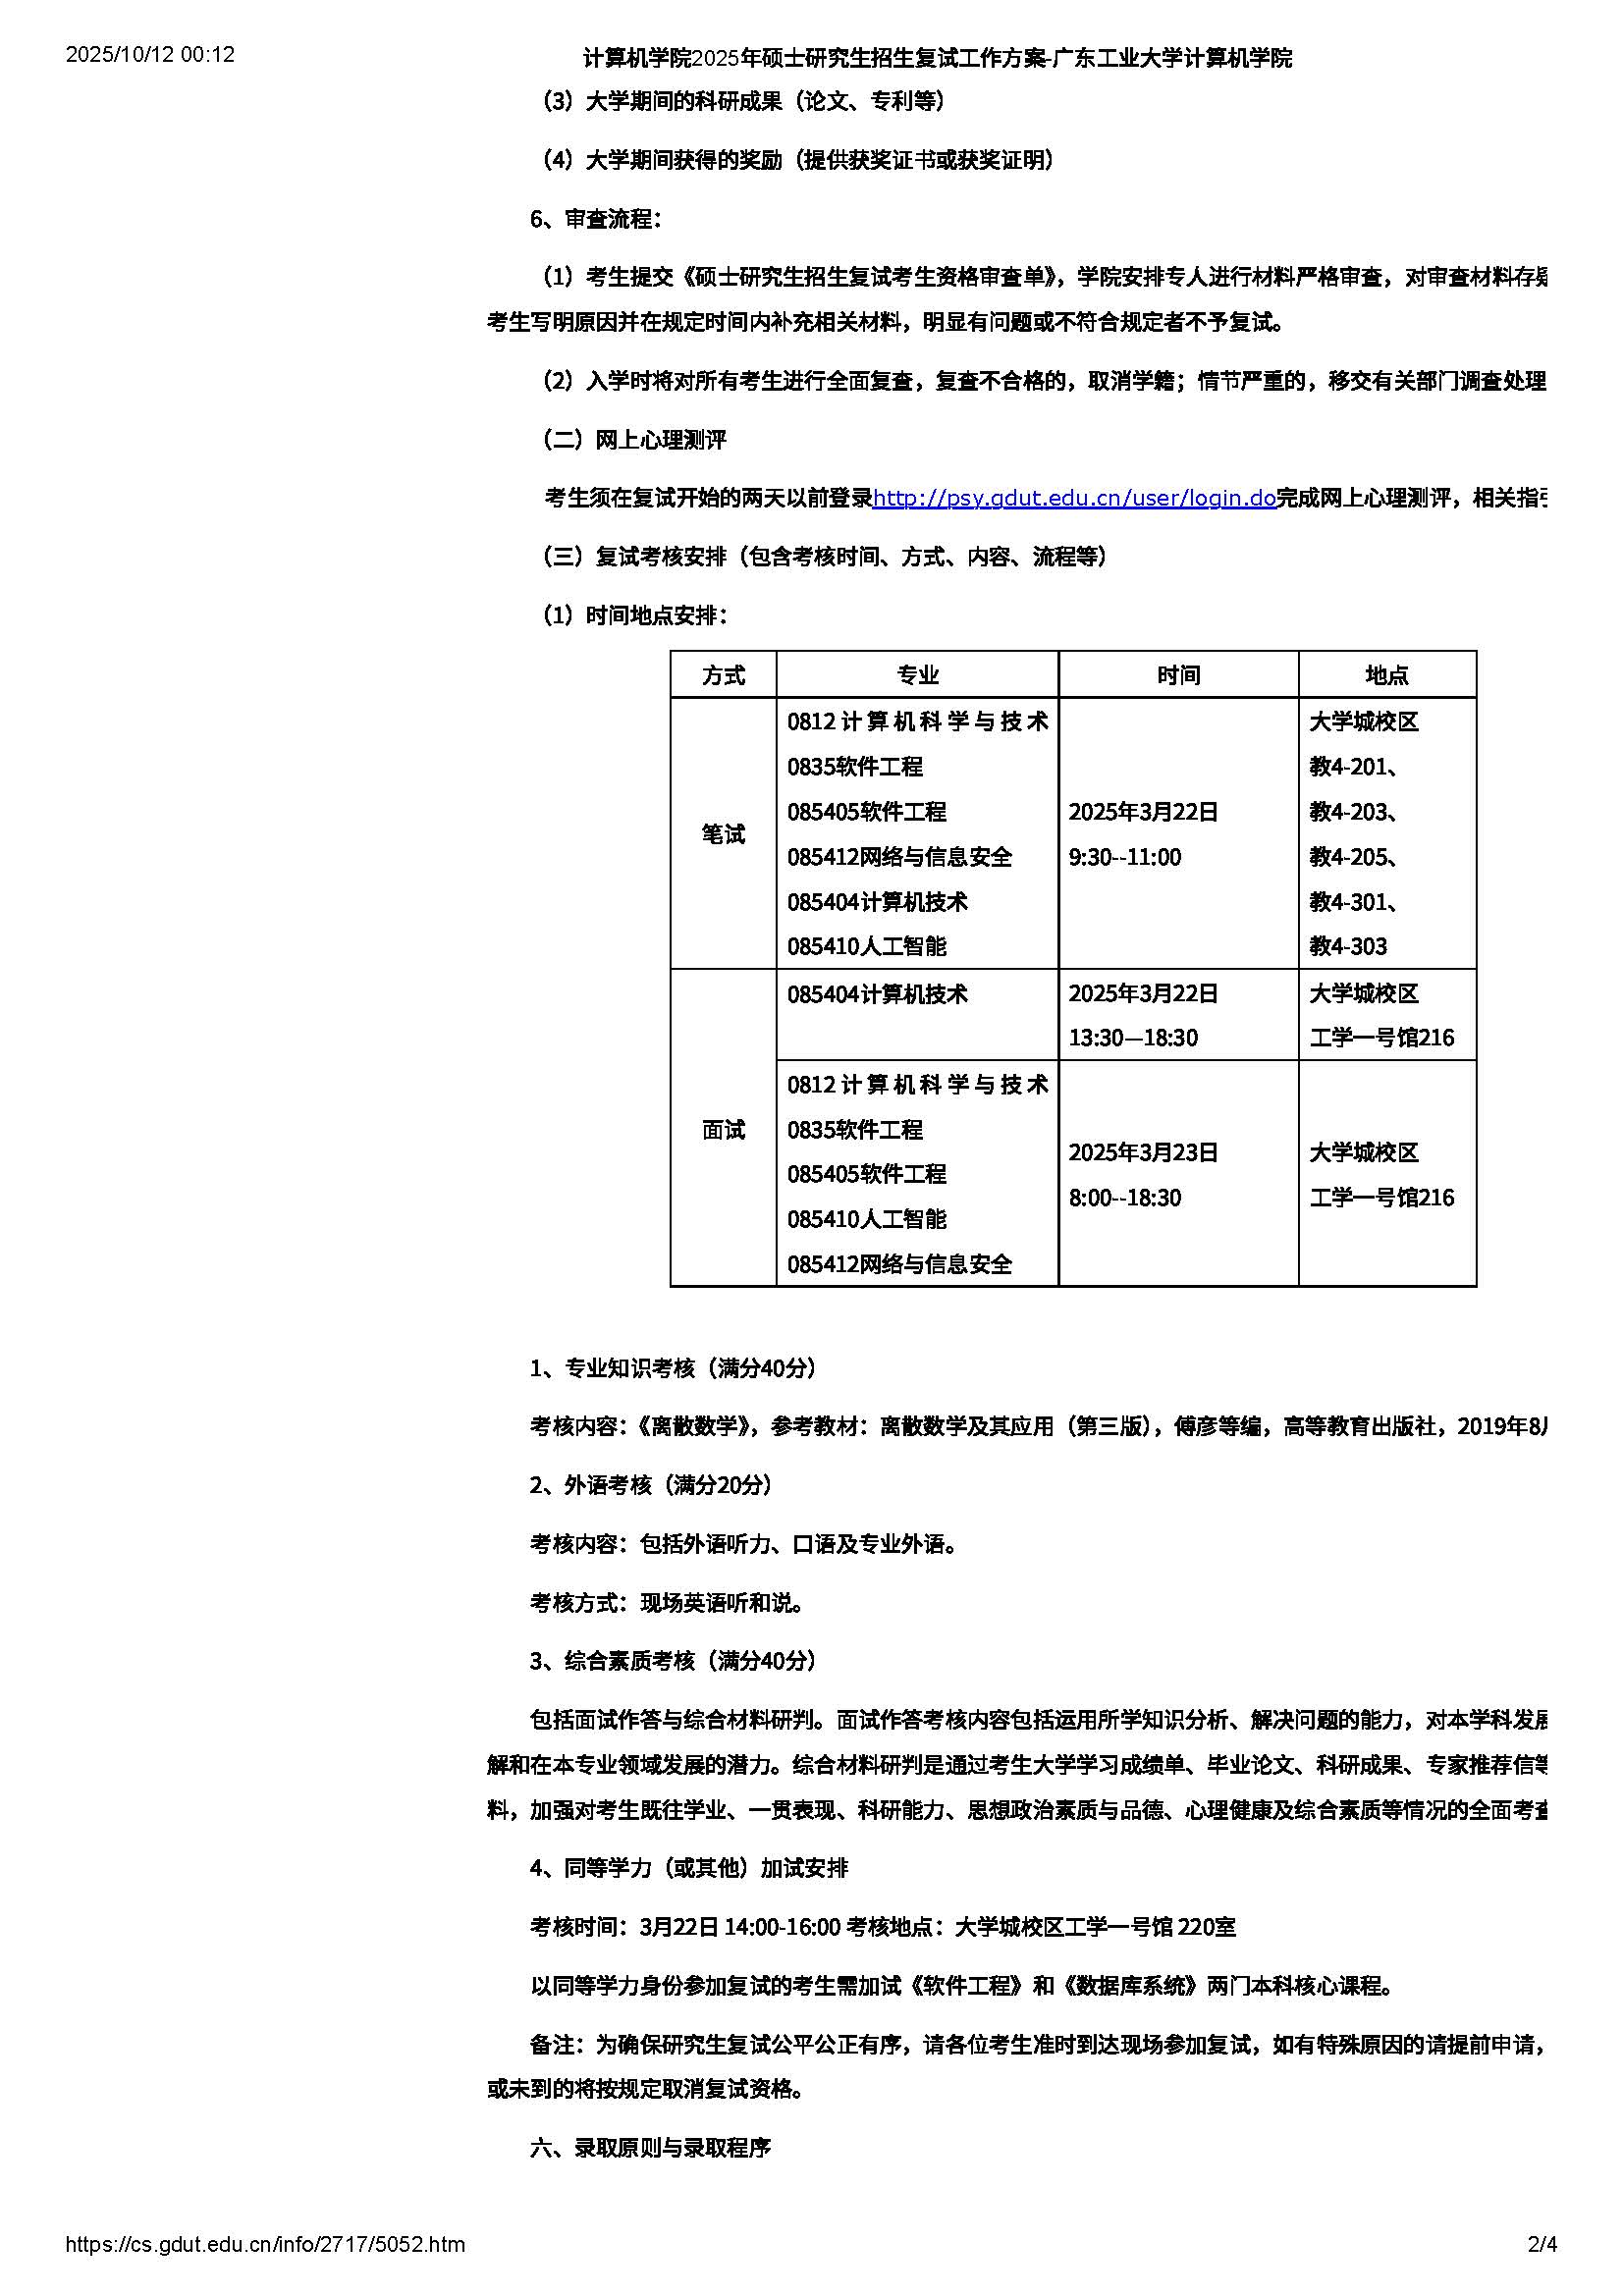 2025/10/12 00:12
计算机学院2025年硕士研究生招生复试工作方案-广东工业大学计算机学院
（3）大学期间的科研成果（论文、专利等）
（4）大学期间获得的奖励（提供获奖证书或获奖证明）
6、审查流程：
（1）考生提交《硕士研究生招生复试考生资格审查单》，学院安排专人进行材料严格审查，对审查材料存疑
考生写明原因并在规定时间内补充相关材料，明显有问题或不符合规定者不予复试。
（2）入学时将对所有考生进行全面复查，复查不合格的，取消学籍；情节严重的，移交有关部门调查处理
（二）网上心理测评
考生须在复试开始的两天以前登录http://psy.gdut.edu.cn/user/login.do完成网上心理测评，相关指引
（三）复试考核安排（包含考核时间、方式、内容、流程等）
（1）时间地点安排：
方式 专业 时间 地点
笔试
0812计算机科学与技术
0835软件工程
085405软件工程
085412网络与信息安全
085404计算机技术
085410人工智能
2025年3月22日
9:30--11:00
大学城校区
教4-201、
教4-203、
教4-205、
教4-301、
教4-303
面试
085404计算机技术
2025年3月22日
13:30—18:30
大学城校区
工学一号馆216
0812计算机科学与技术
0835软件工程
085405软件工程
085410人工智能
085412网络与信息安全
2025年3月23日
8:00--18:30
大学城校区
工学一号馆216
1、专业知识考核（满分40分）
考核内容：《离散数学》，参考教材：离散数学及其应用（第三版），傅彦等编，高等教育出版社，2019年8月
2、外语考核（满分20分）
考核内容：包括外语听力、口语及专业外语。
考核方式：现场英语听和说。
3、综合素质考核（满分40分）
包括面试作答与综合材料研判。面试作答考核内容包括运用所学知识分析、解决问题的能力，对本学科发展
解和在本专业领域发展的潜力。综合材料研判是通过考生大学学习成绩单、毕业论文、科研成果、专家推荐信等
料，加强对考生既往学业、一贯表现、科研能力、思想政治素质与品德、心理健康及综合素质等情况的全面考查
4、同等学力（或其他）加试安排
考核时间：3月22日 14:00-16:00 考核地点：大学城校区工学一号馆 220室
以同等学力身份参加复试的考生需加试《软件工程》和《数据库系统》两门本科核心课程。
备注：为确保研究生复试公平公正有序，请各位考生准时到达现场参加复试，如有特殊原因的请提前申请，
或未到的将按规定取消复试资格。
六、录取原则与录取程序
https://cs.gdut.edu.cn/info/2717/5052.htm
2/4